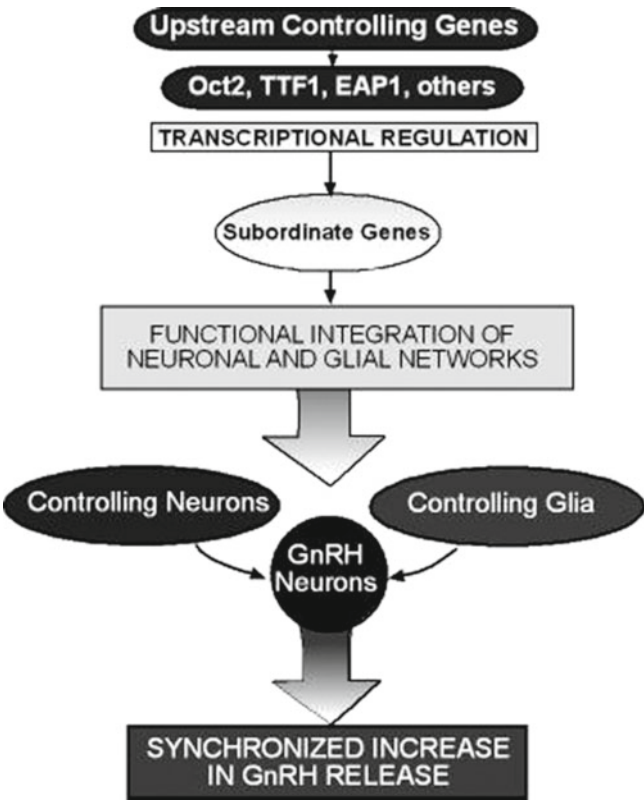 Upstream Controlling Genes
Oct2, TTF1, EAP1, others
TRANSCRIPTIONAL REGULATION
Subordinate Genes
FUNCTIONAL INTEGRATION OF
NEURONAL AND GLIAL NETWORKS
Controlling Neurons
Controlling Glia
GnRH
Neurons
SYNCHRONIZED INCREASE
IN GnRH RELEASE